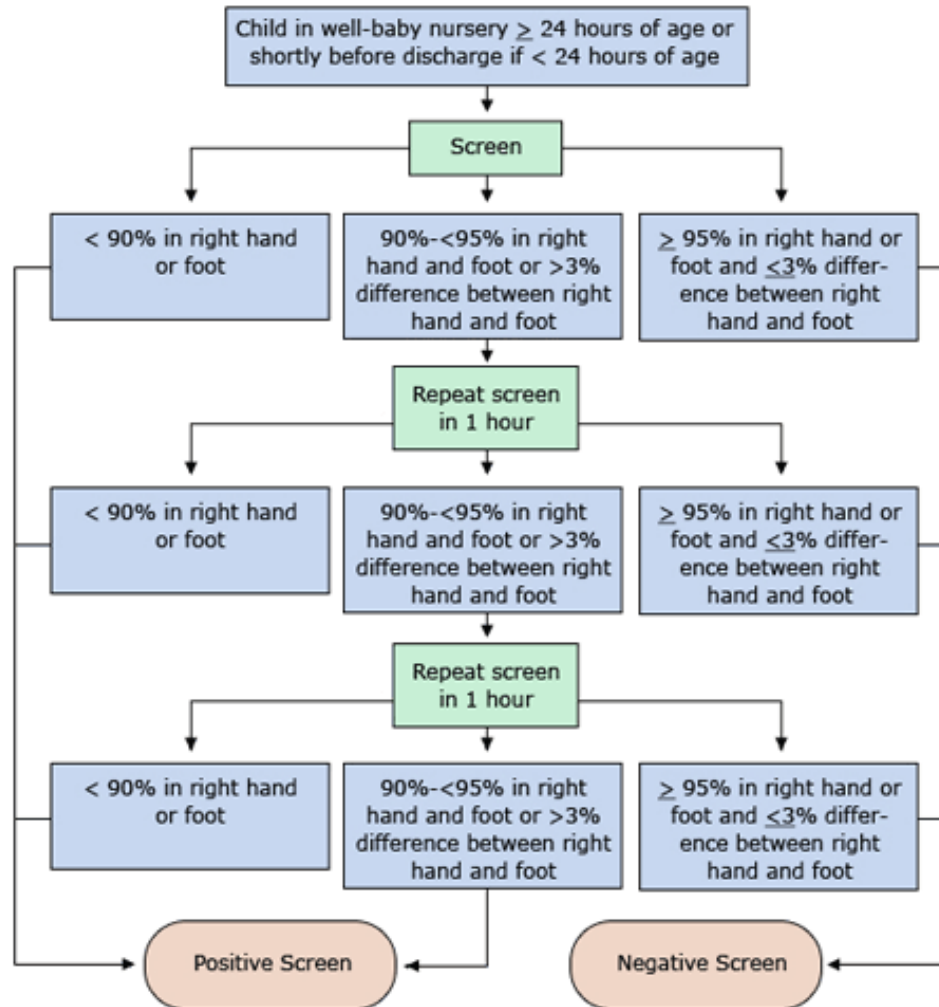 Child in well-baby nursery ≥ 24 hours of age or
shortly before discharge if < 24 hours of age
Screen
< 90% in right hand
or foot
90%-<95% in right
hand and foot or >3%
difference between right
hand and foot
≥ 95% in right hand or
foot and ≤3% differ-
ence between right
hand and foot
Repeat screen
in 1 hour
< 90% in right hand
or foot
90%-<95% in right
hand and foot or >3%
difference between right
hand and foot
≥ 95% in right hand or
foot and ≤3% differ-
ence between right
hand and foot
Repeat screen
in 1 hour
< 90% in right hand
or foot
90%-<95% in right
hand and foot or >3%
difference between right
hand and foot
≥ 95% in right hand or
foot and ≤3% differ-
ence between right
hand and foot
Positive Screen
Negative Screen